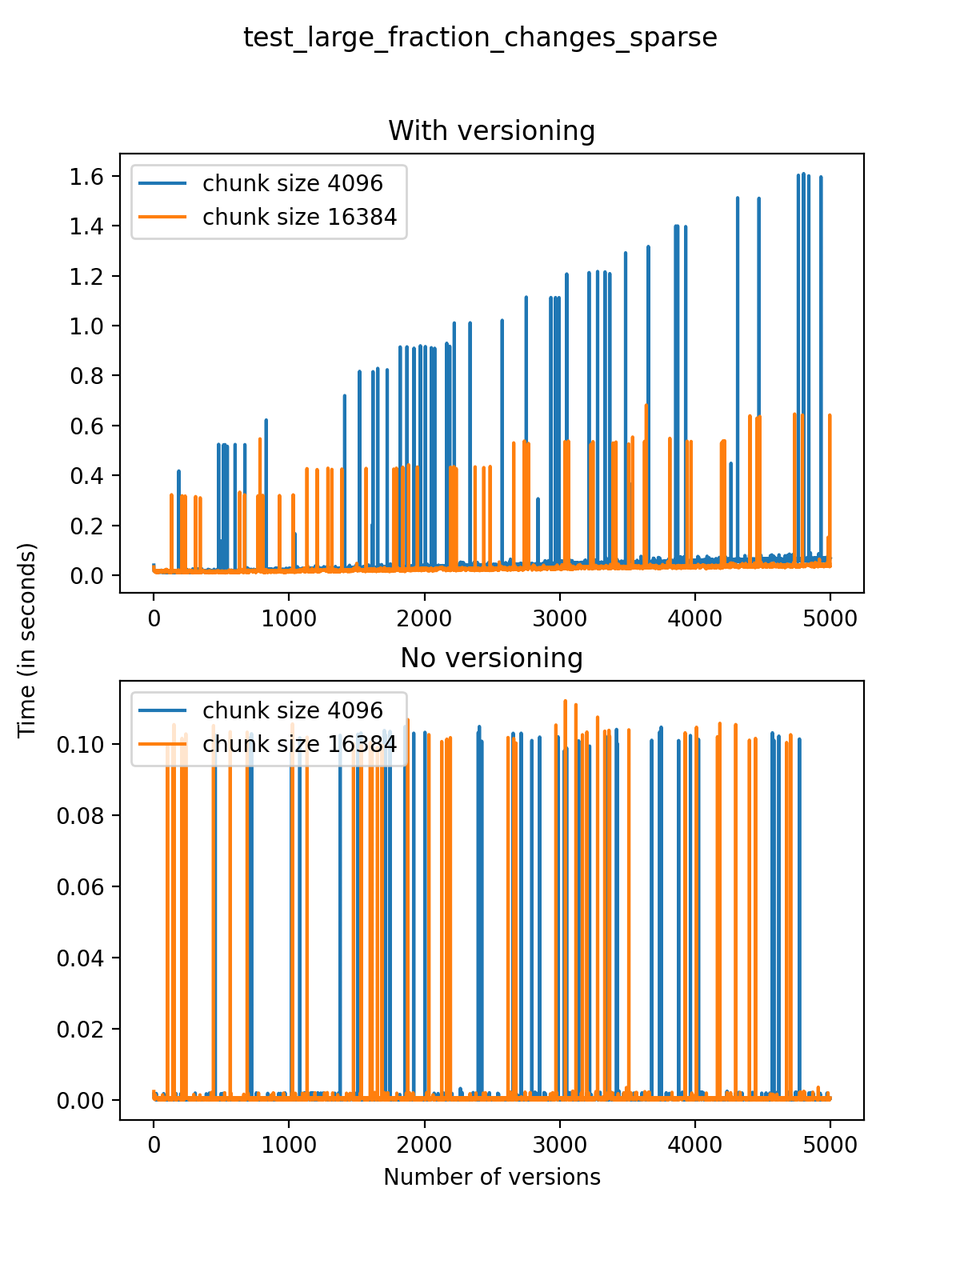 test_large_fraction_changes_sparse
With versioning
chunk size 4096
chunk size 16384
1.6
1.4
1.2
1.0
0.8
0.6
0.4
0.2
0.0
0 1000 2000 3000 4000 5000
Time (in seconds)
No versioning
chunk size 4096
chunk size 16384
0.10
0.08
0.06
0.04
0.02
0.00
0 1000 2000 3000 4000 5000
Number of versions